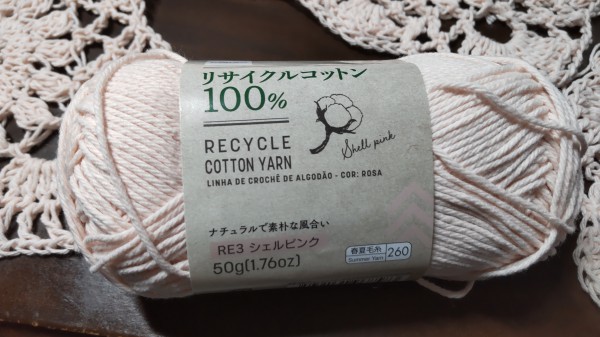 リサイクルコットン
100%
RECYCLE
COTTON YARN
Shell pink
LINHA DE CROCHÊ DE ALGODÃO - COR: ROSA
ナチュラルで素朴な風合い
RE3 シェルピンク
50g(1.76oz)
春夏毛糸
Summer Yarn
260